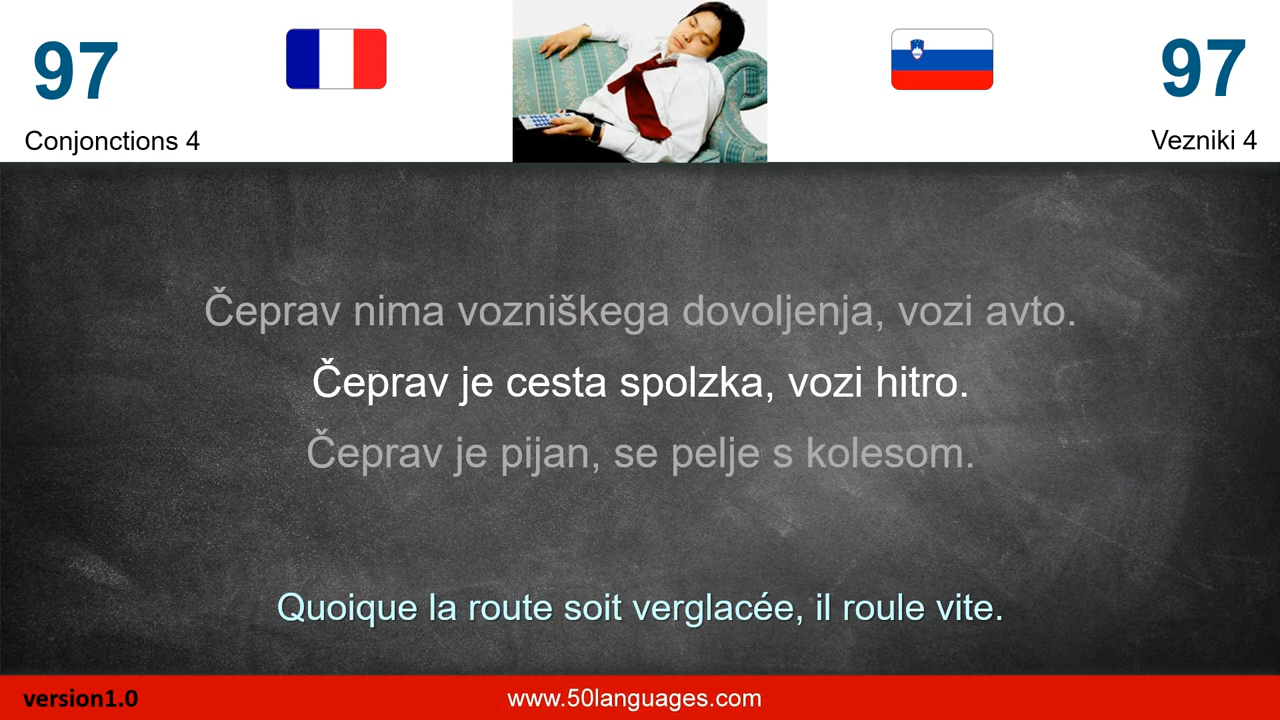 97
97
Conjonctions 4
Vezniki 4
Čeprav nima vozniškega dovoljenja, vozi avto.
Čeprav je cesta spolzka, vozi hitro.
Čeprav je pijan, se pelje s kolesom.
Quoique la route soit verglacée, il roule vite.
version1.0
www.50languages.com